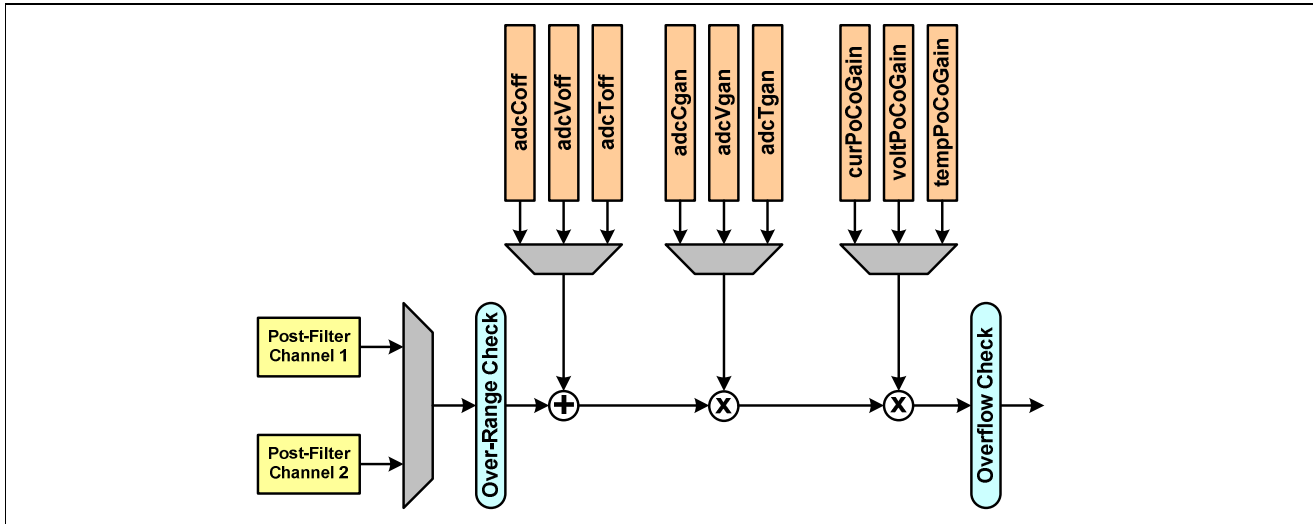 adcCoff
adcVoff
adcToff
adcCgan
adcVgan
adcTgan
curPoCoGain
voltPoCoGain
tempPoCoGain
Post-Filter
Channel 1
Post-Filter
Channel 2
Over-Range Check
+
x
x
Overflow Check